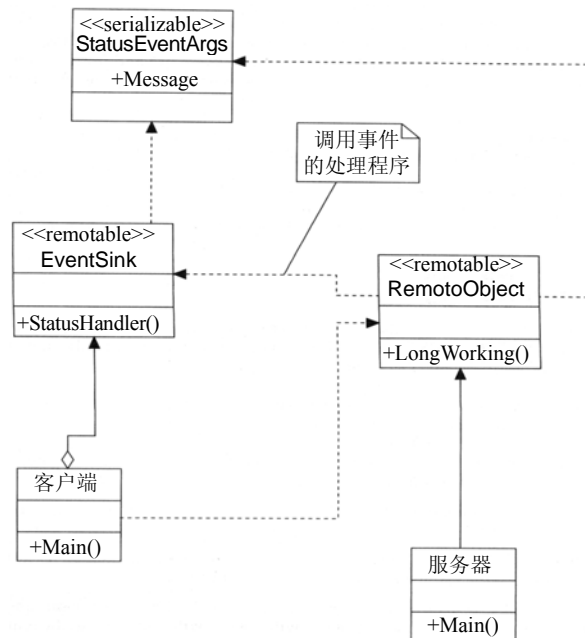 <<serializable>>
StatusEventArgs
+Message
调用事件
的处理程序
<<remotable>>
EventSink
+StatusHandler()
<<remotable>>
RemotoObject
+LongWorking()
客户端
+Main()
服务器
+Main()